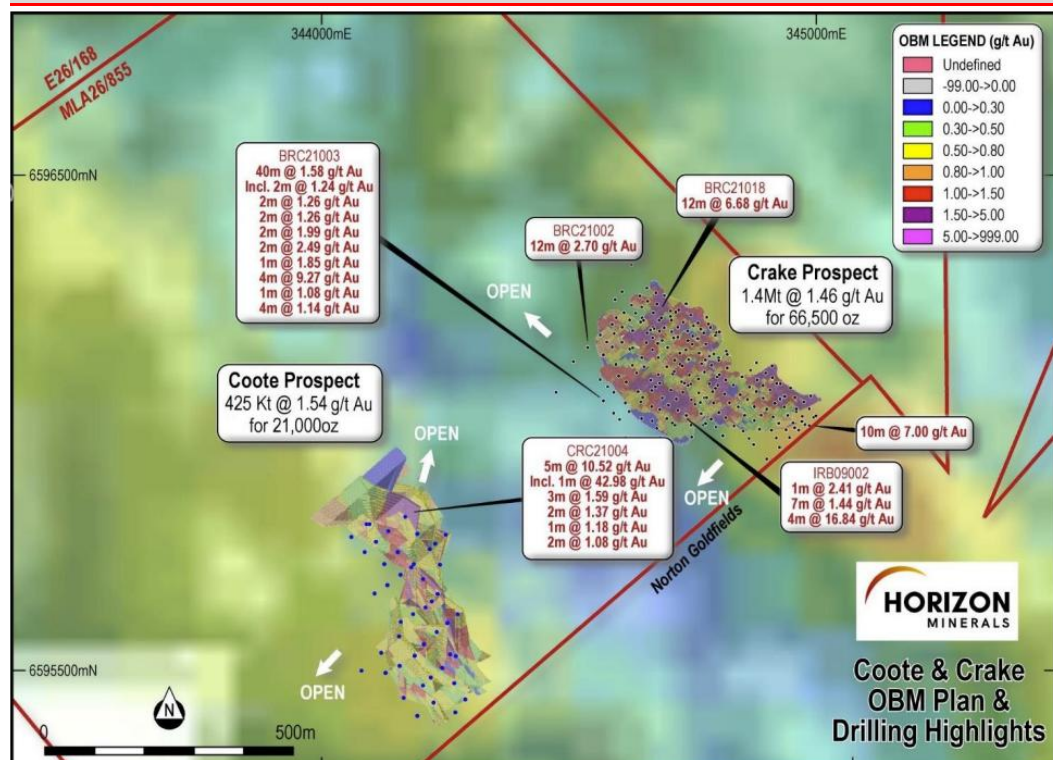 344000mE
345000mE
E26/168
MLA26/855
OBM LEGEND (g/t Au)
Undefined
-99.00->0.00
0.00->0.30
0.30->0.50
0.50->0.80
0.80->1.00
1.00->1.50
1.50->5.00
5.00->999.00
6596500mN
BRC21003
40m @ 1.58 g/t Au
Incl. 2m @ 1.24 g/t Au
2m @ 1.26 g/t Au
2m @ 1.26 g/t Au
2m @ 1.99 g/t Au
2m @ 2.49 g/t Au
1m @ 1.85 g/t Au
4m @ 9.27 g/t Au
1m @ 1.08 g/t Au
4m @ 1.14 g/t Au
BRC21018
12m @ 6.68 g/t Au
BRC21002
12m @ 2.70 g/t Au
OPEN
Crake Prospect
1.4Mt @ 1.46 g/t Au
for 66,500 oz
Coote Prospect
425 Kt @ 1.54 g/t Au
for 21,000oz
OPEN
CRC21004
5m @ 10.52 g/t Au
Incl. 1m @ 42.98 g/t Au
3m @ 1.59 g/t Au
2m @ 1.37 g/t Au
1m @ 1.18 g/t Au
2m @ 1.08 g/t Au
10m @ 7.00 g/t Au
OPEN
IRB09002
1m @ 2.41 g/t Au
7m @ 1.44 g/t Au
4m @ 16.84 g/t Au
Norton Goldfields
HORIZON
MINERALS
6595500mN
OPEN
Coote & Crake
OBM Plan &
Drilling Highlights
N
0
500m